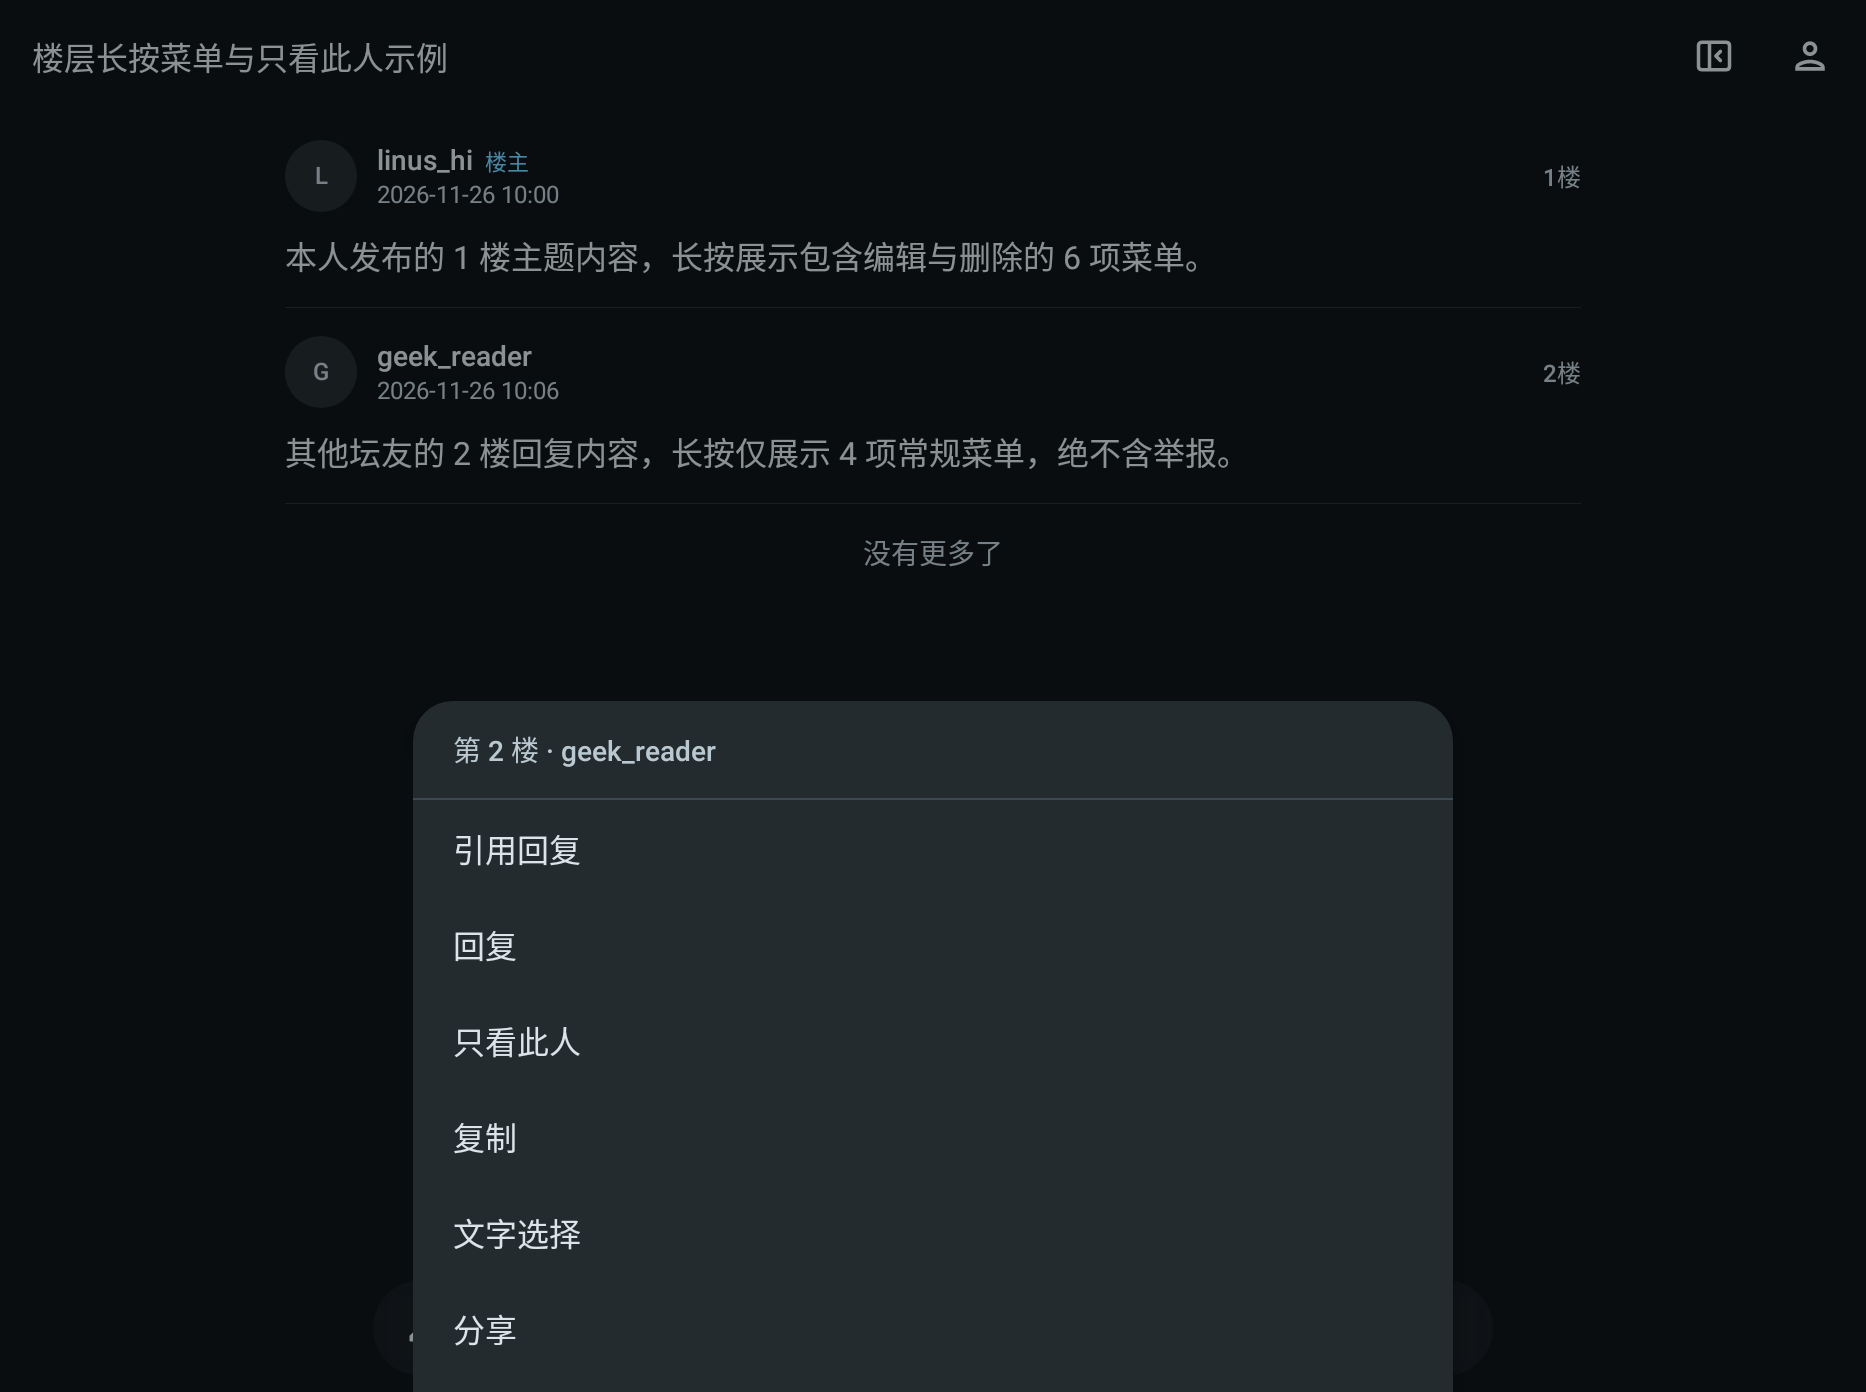 楼层长按菜单与只看此人示例
L
linus_hi 楼主
2026-11-26 10:00
1楼
本人发布的 1 楼主题内容，长按展示包含编辑与删除的 6 项菜单。
G
geek_reader
2026-11-26 10:06
2楼
其他坛友的 2 楼回复内容，长按仅展示 4 项常规菜单，绝不含举报。
没有更多了
第 2 楼 · geek_reader
引用回复
回复
只看此人
复制
文字选择
分享